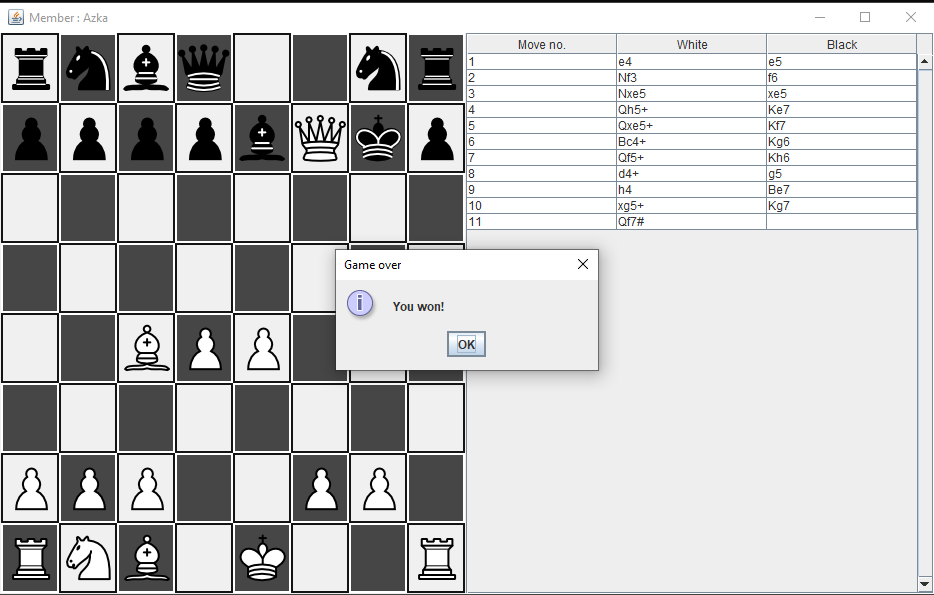 Member : Azka
Move no. White Black
1 e4 e5
2 Nf3 f6
3 Nxe5 xe5
4 Qh5+ Ke7
5 Qxe5+ Kf7
6 Bc4+ Kg6
7 Qf5+ Kh6
8 d4+ g5
9 h4 Be7
10 xg5+ Kg7
11 Qf7#
Game over
You won!
OK